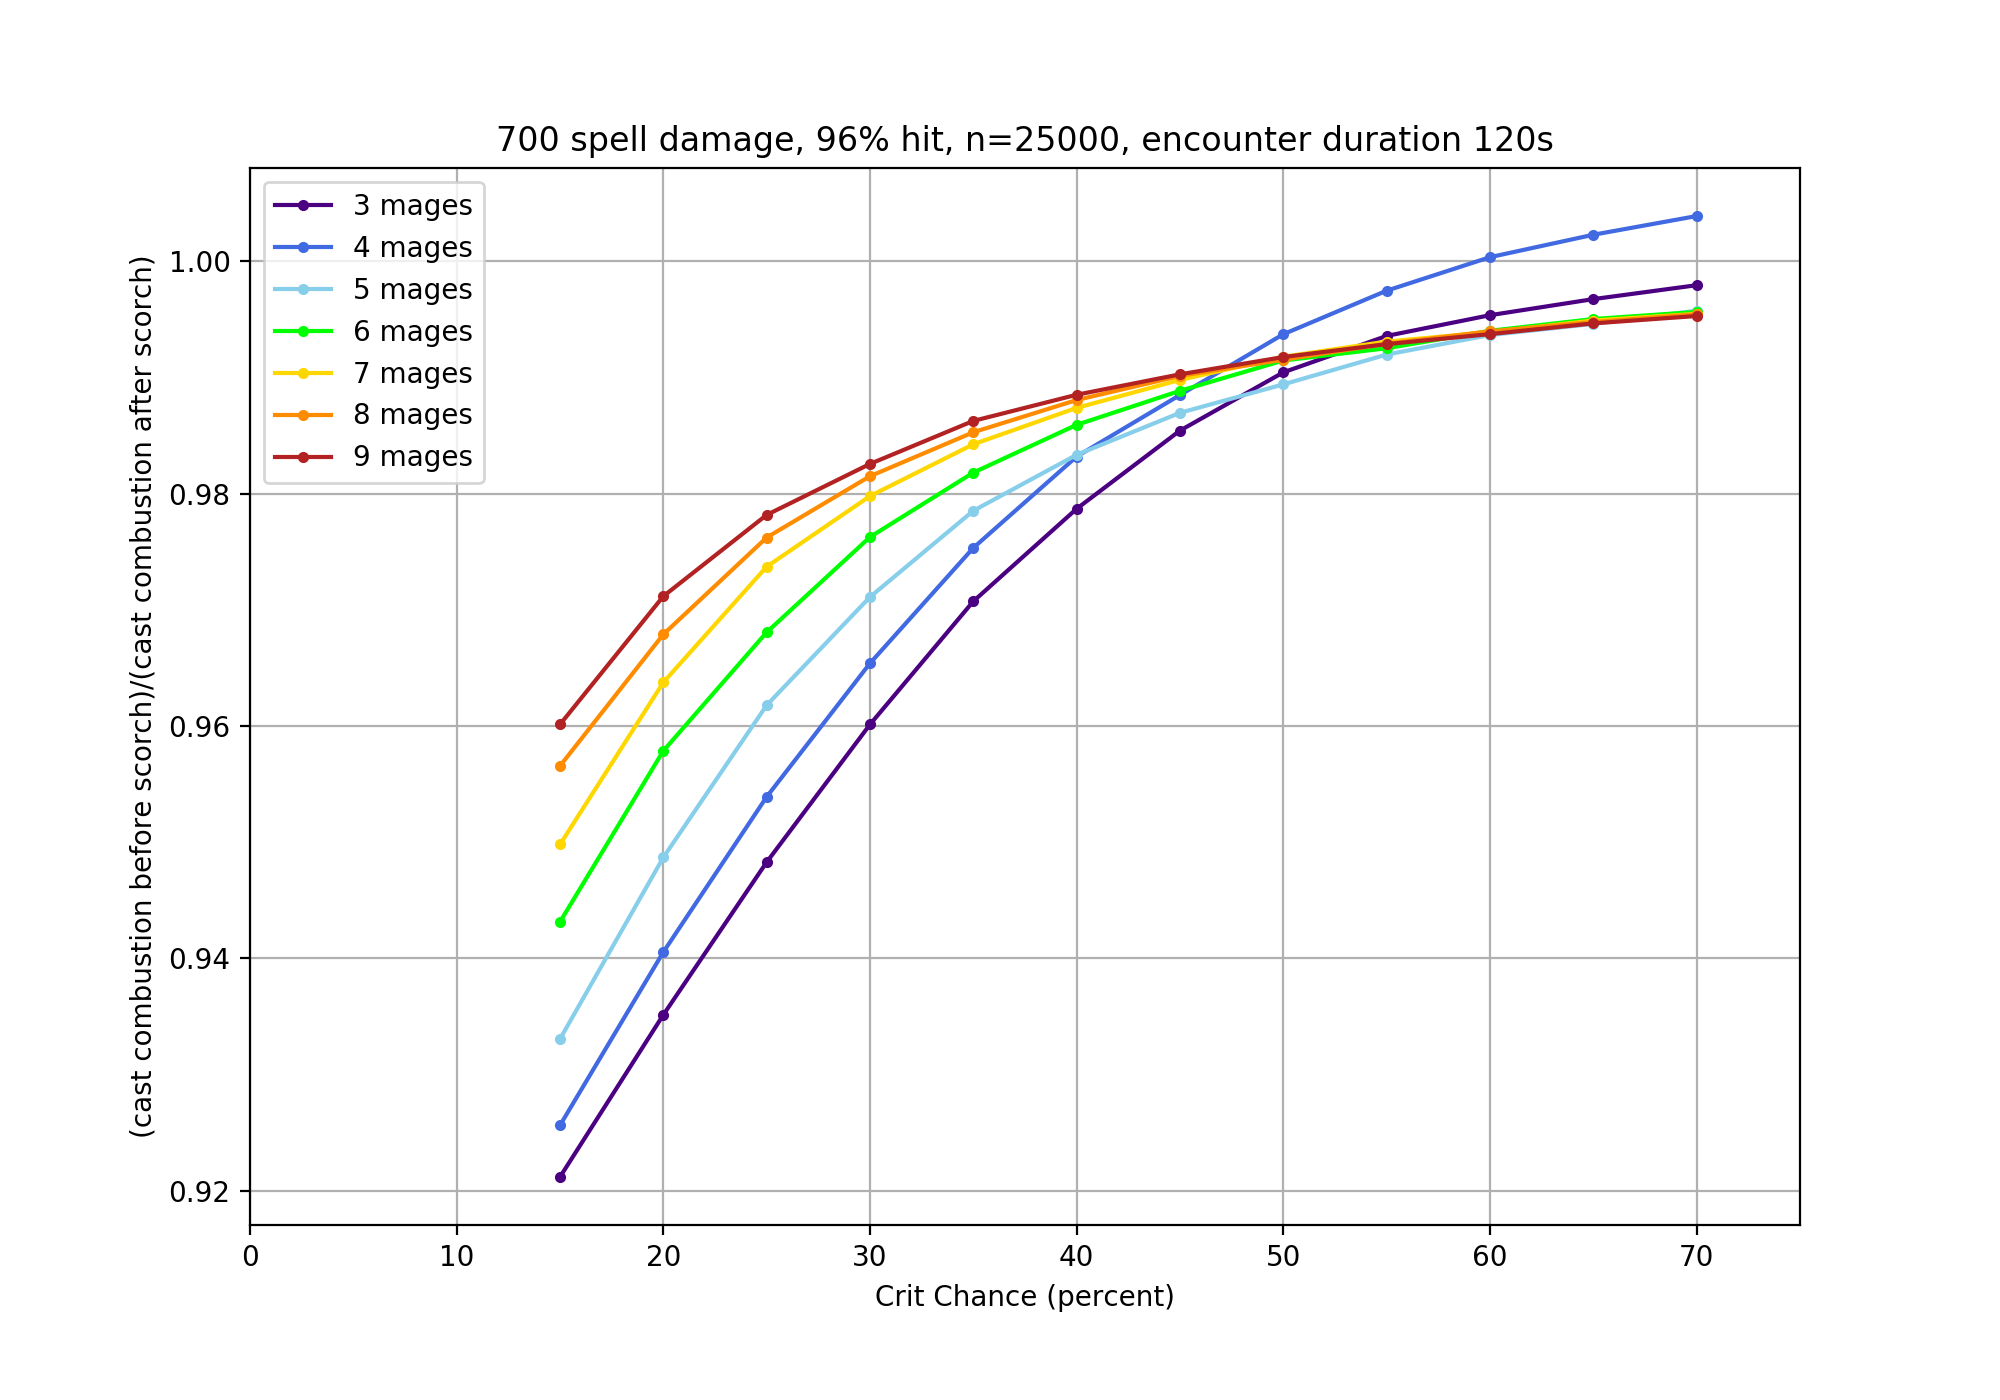 700 spell damage, 96% hit, n=25000, encounter duration 120s
3 mages
4 mages
5 mages
6 mages
7 mages
8 mages
9 mages
(cast combustion before scorch)/(cast combustion after scorch)
1.00
0.98
0.96
0.94
0.92
0 10 20 30 40 50 60 70
Crit Chance (percent)